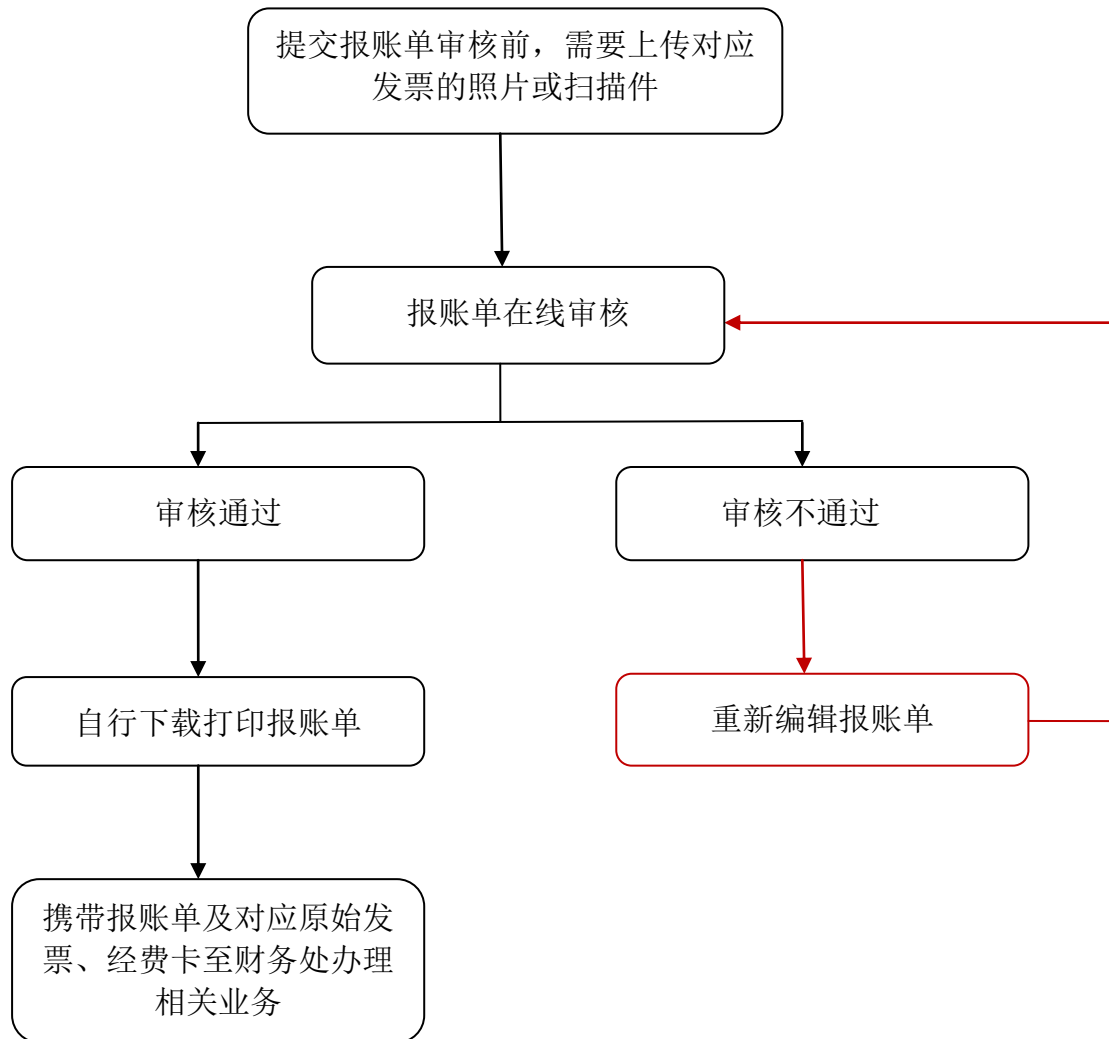 提交报账单审核前，需要上传对应
发票的照片或扫描件
报账单在线审核
审核通过
审核不通过
自行下载打印报账单
重新编辑报账单
携带报账单及对应原始发
票、经费卡至财务处办理
相关业务